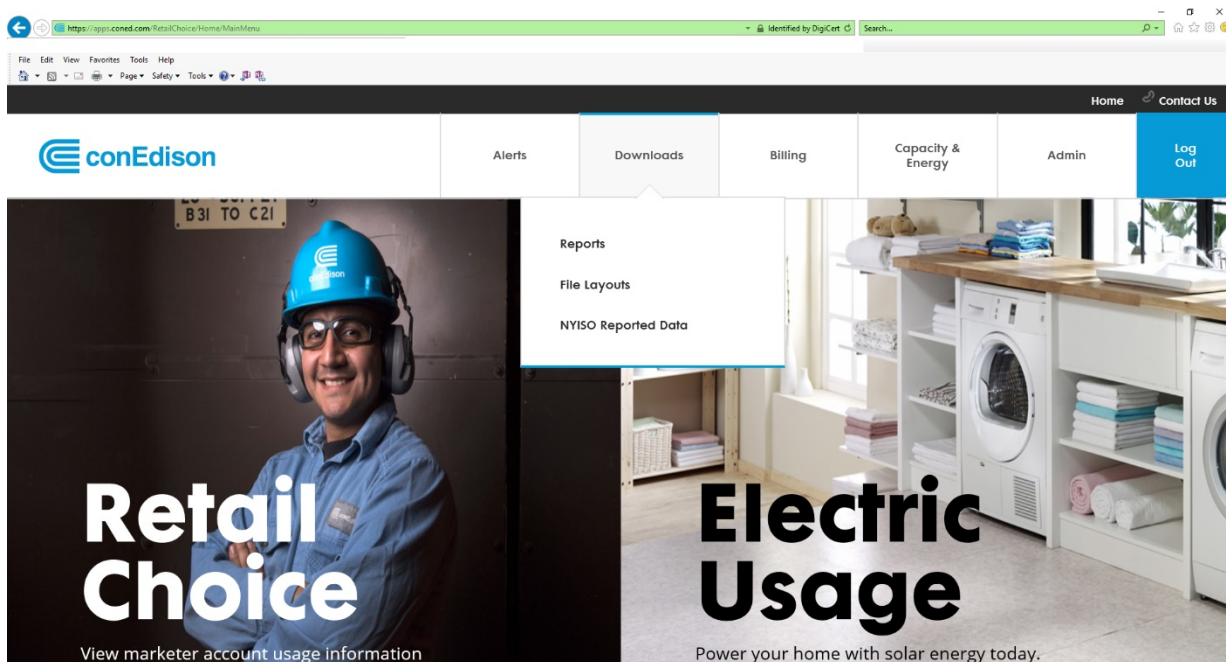 https://apps.coned.com/RetailChoice/Home/MainMenu
Identified by DigiCert
Search...
File Edit View Favorites Tools Help
Page Safety Tools
Home Contact Us
conEdison
Alerts
Downloads
Billing
Capacity &
Energy
Admin
Log
Out
B31 TO C21
conEdison
Reports
File Layouts
NYISO Reported Data
Retail
Choice
View marketer account usage information
Electric
Usage
Power your home with solar energy today.